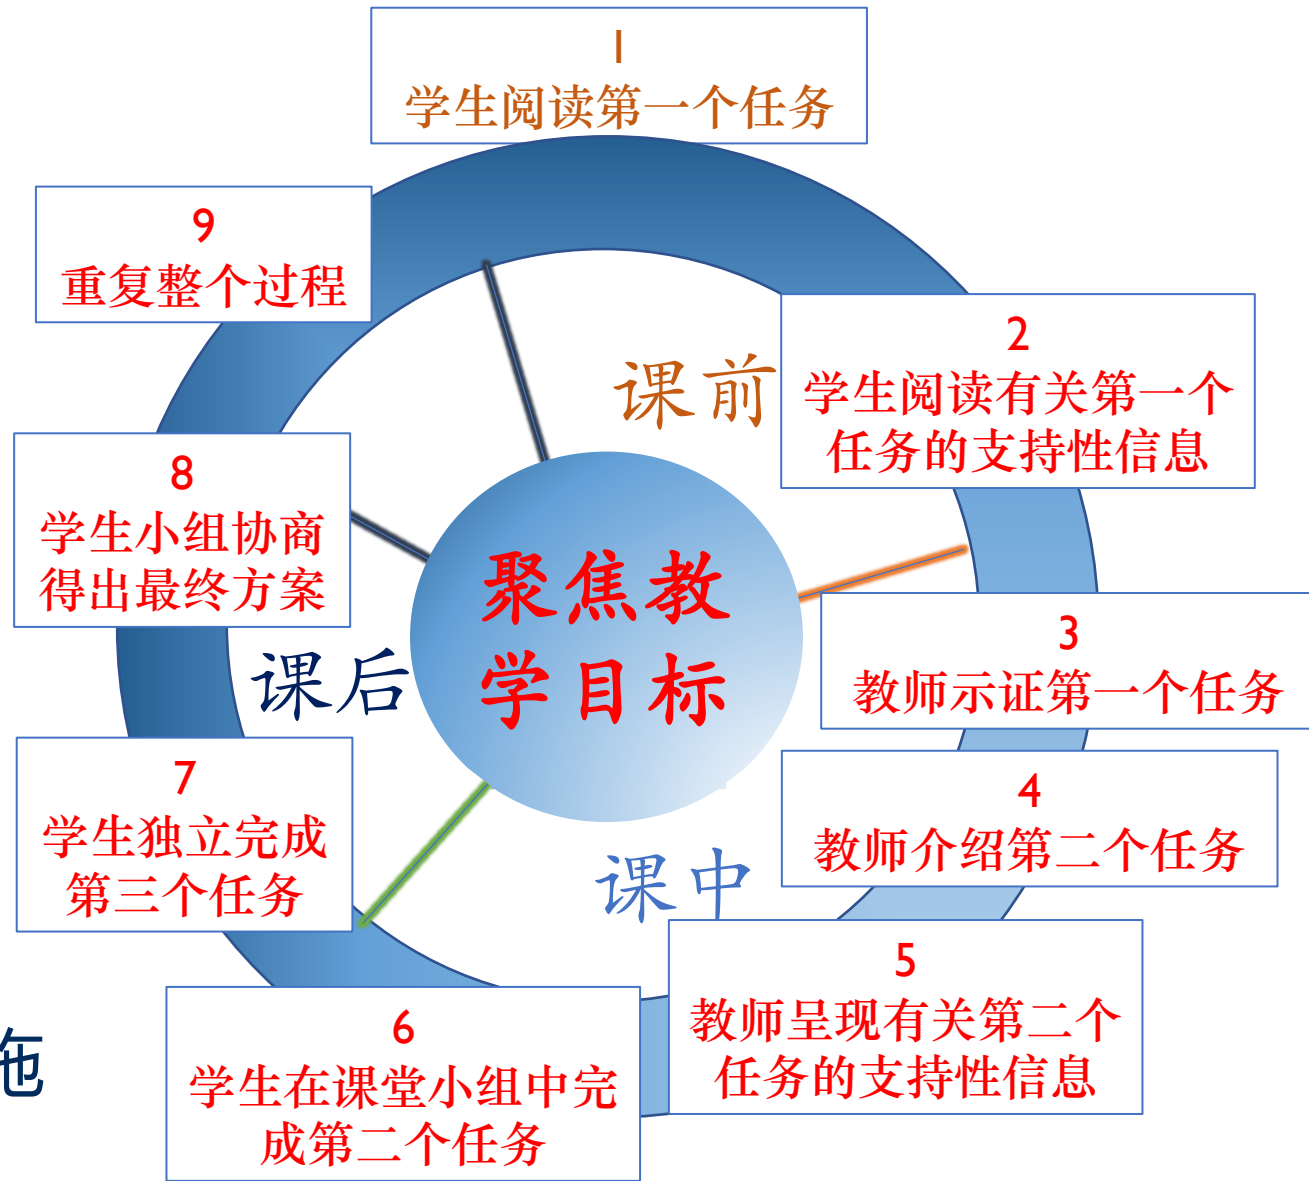 1
学生阅读第一个任务
9
重复整个过程
2
学生阅读有关第一个
任务的支持性信息
课前
8
学生小组协商
得出最终方案
聚焦教
学目标
3
教师示证第一个任务
课后
7
学生独立完成
第三个任务
4
教师介绍第二个任务
课中
5
教师呈现有关第二个
任务的支持性信息
6
学生在课堂小组中完
成第二个任务
施